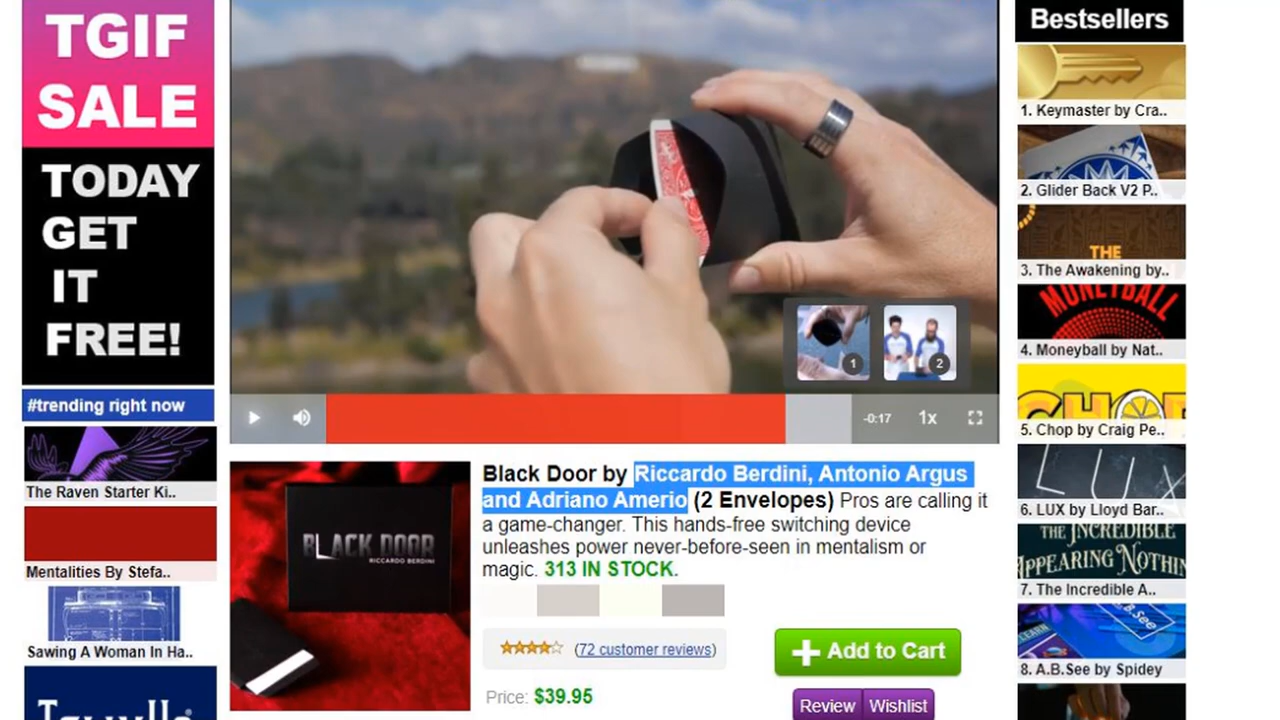 TGIF
SALE
TODAY
GET
IT
FREE!
#trending right now
The Raven Starter Ki..
Mentalities By Stefa..
Sawing A Woman In Ha..
1
2
-0:17
1x
Black Door by Riccardo Berdini, Antonio Argus
and Adriano Amerio (2 Envelopes) Pros are calling it
a game-changer. This hands-free switching device
unleashes power never-before-seen in mentalism or
magic. 313 IN STOCK.
BLACK DOOR
RICCARDO BERDINI
(72 customer reviews)
Add to Cart
Price: $39.95
Review
Wishlist
Bestsellers
1. Keymaster by Cra..
2. Glider Back V2 P..
THE
3. The Awakening by..
MONEYBALL
4. Moneyball by Nat..
CHOP
5. Chop by Craig Pe..
LUX
6. LUX by Lloyd Bar..
THE INCREDIBLE
APPEARING NOTHIN
7. The Incredible A..
LEARN
A.B.See
8. A.B.See by Spidey